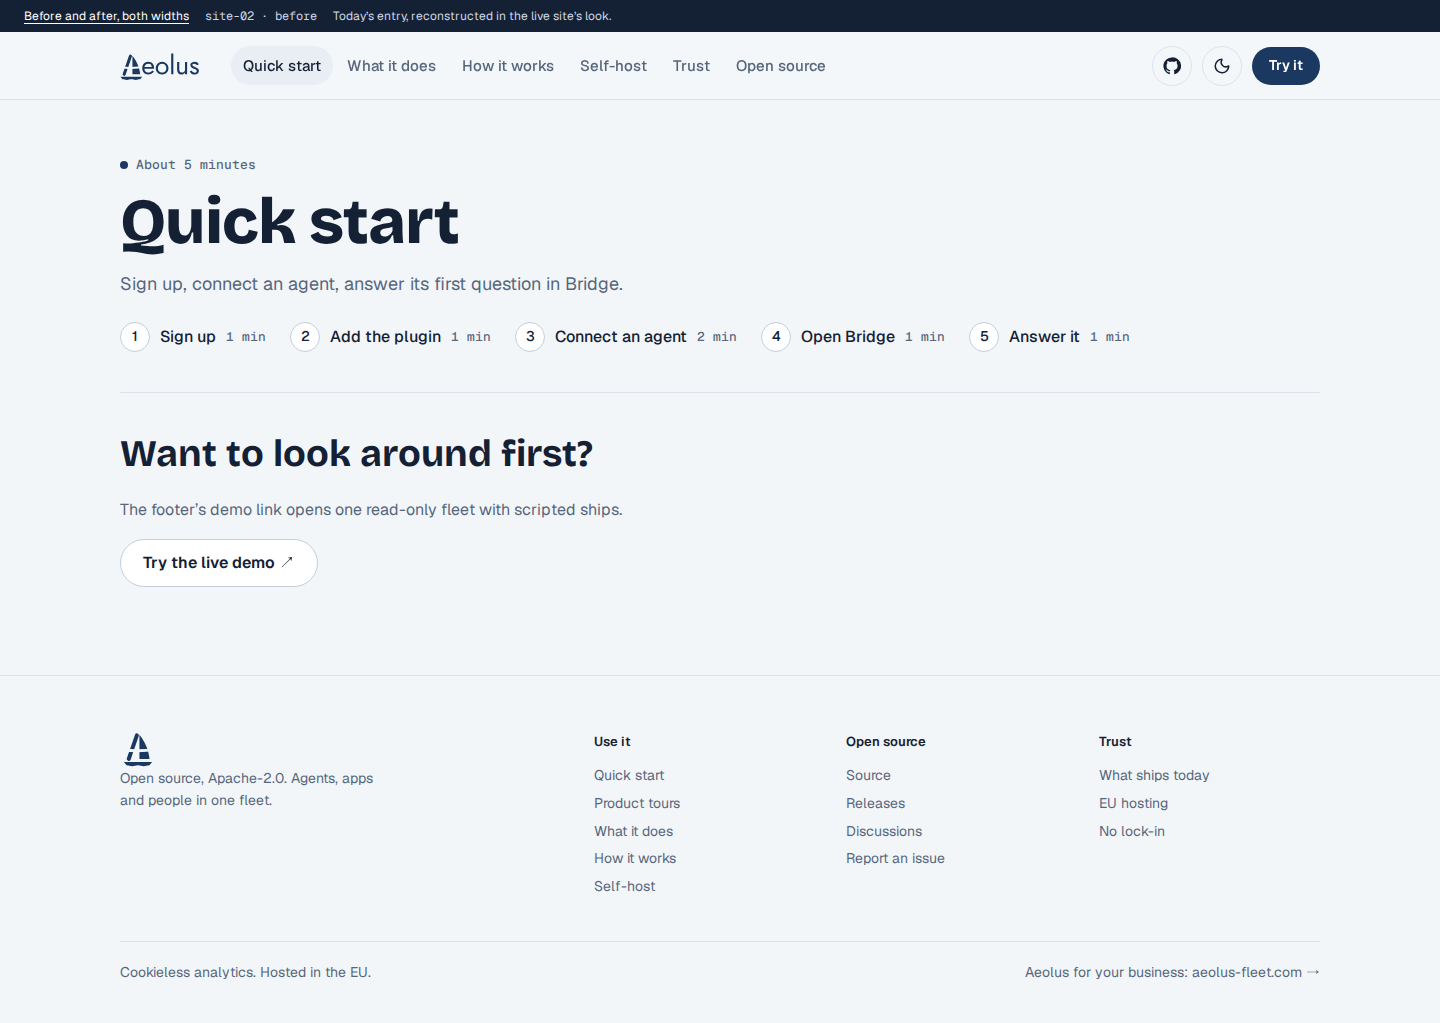 Before and after, both widths site-02 · before Today's entry, reconstructed in the live site's look.
Aeolus Quick start What it does How it works Self-host Trust Open source Try it
About 5 minutes
Quick start
Sign up, connect an agent, answer its first question in Bridge.
1 Sign up 1 min 2 Add the plugin 1 min 3 Connect an agent 2 min 4 Open Bridge 1 min 5 Answer it 1 min
Want to look around first?
The footer’s demo link opens one read-only fleet with scripted ships.
Try the live demo ↗
Open source, Apache-2.0. Agents, apps
and people in one fleet.
Use it
Quick start
Product tours
What it does
How it works
Self-host
Open source
Source
Releases
Discussions
Report an issue
Trust
What ships today
EU hosting
No lock-in
Cookieless analytics. Hosted in the EU.
Aeolus for your business: aeolus-fleet.com →